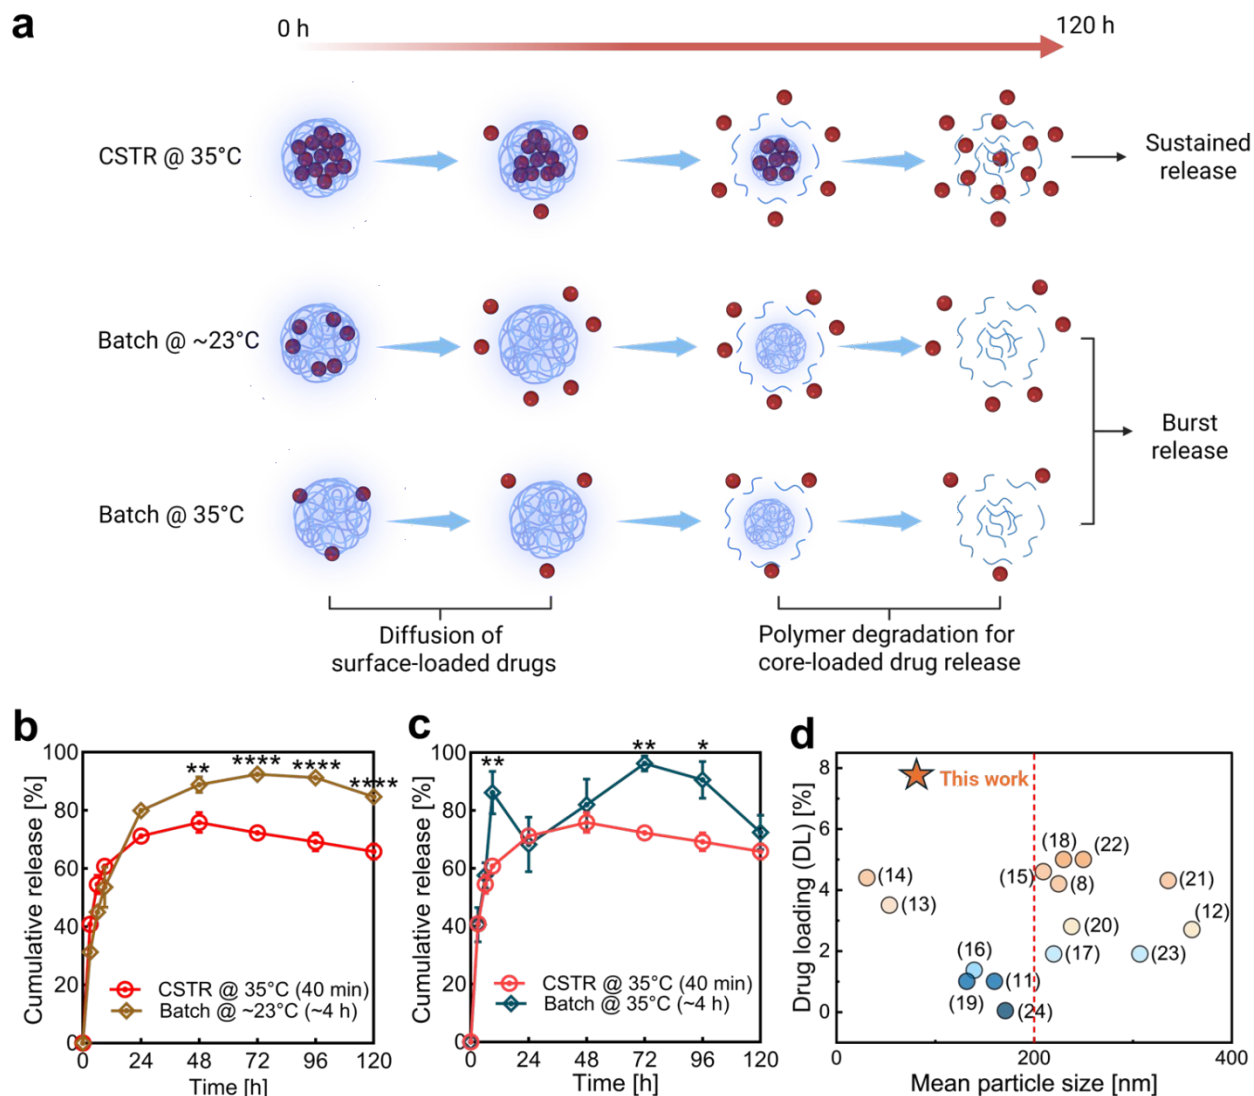 a
0 h
120 h
CSTR @ 35°C
Sustained
release
Batch @ ~23°C
Burst
release
Batch @ 35°C
Diffusion of
surface-loaded drugs
Polymer degradation for
core-loaded drug release
b
Cumulative release [%]
100
80
60
40
20
0
** **** **** ****
CSTR @ 35°C (40 min)
Batch @ ~23°C (~4 h)
0 24 48 72 96 120
Time [h]
c
Cumulative release [%]
100
80
60
40
20
0
** ** *
CSTR @ 35°C (40 min)
Batch @ 35°C (~4 h)
0 24 48 72 96 120
Time [h]
d
Drug loading (DL) [%]
8
6
4
2
0
This work
(18) (22)
(15) (8) (21)
(14)
(13)
(12)
(20)
(16) (17) (23)
(19) (11)
(24)
0 200 400
Mean particle size [nm]